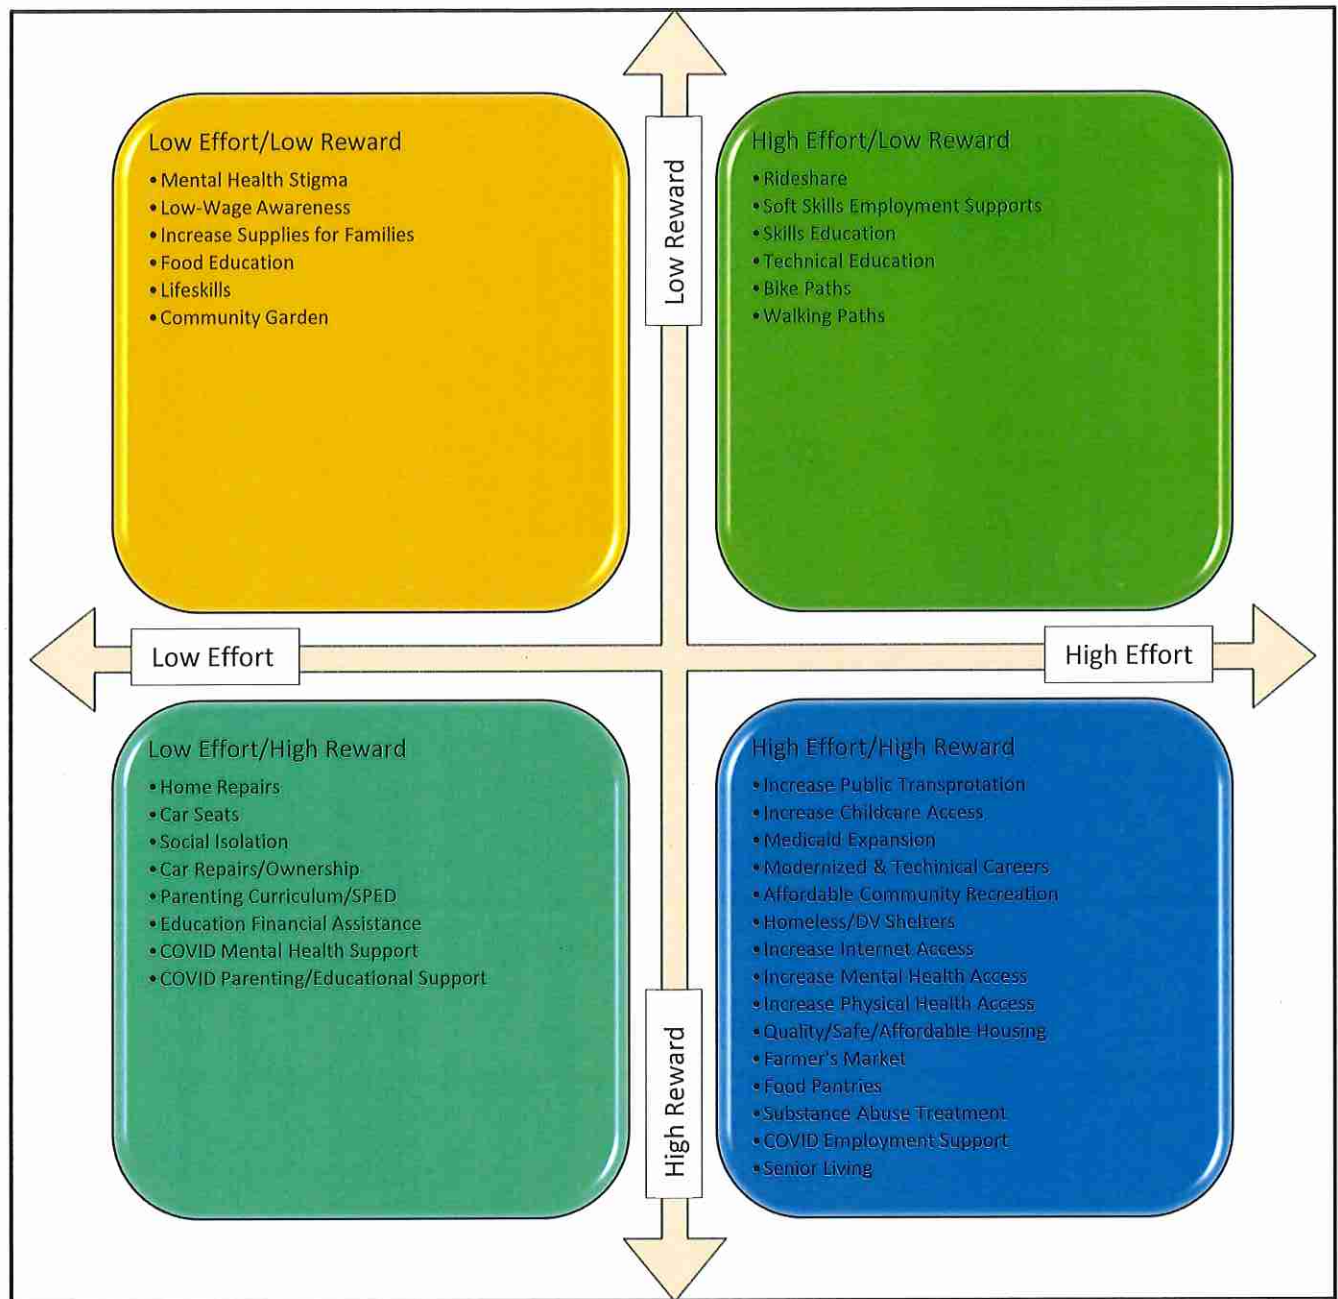 Low Effort/Low Reward
•Mental Health Stigma
•Low-Wage Awareness
•Increase Supplies for Families
•Food Education
•Lifeskills
•Community Garden
Low Reward
High Effort/Low Reward
•Rideshare
•Soft Skills Employment Supports
•Skills Education
•Technical Education
•Bike Paths
•Walking Paths
Low Effort
High Effort
Low Effort/High Reward
•Home Repairs
•Car Seats
•Social Isolation
•Car Repairs/Ownership
•Parenting Curriculum/SPED
•Education Financial Assistance
•COVID Mental Health Support
•COVID Parenting/Educational Support
High Reward
High Effort/High Reward
•Increase Public Transprotation
•Increase Childcare Access
•Medicaid Expansion
•Modernized & Techinical Careers
•Affordable Community Recreation
•Homeless/DV Shelters
•Increase Internet Access
•Increase Mental Health Access
•Increase Physical Health Access
•Quality/Safe/Affordable Housing
•Farmer's Market
•Food Pantries
•Substance Abuse Treatment
•COVID Employment Support
•Senior Living